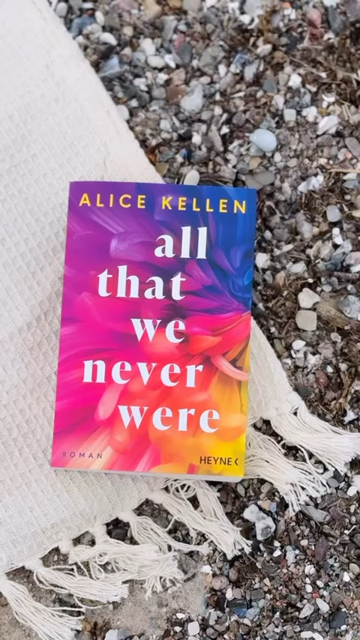 ALICE KELLEN
all
that
we
never
were
ROMAN
HEYNE